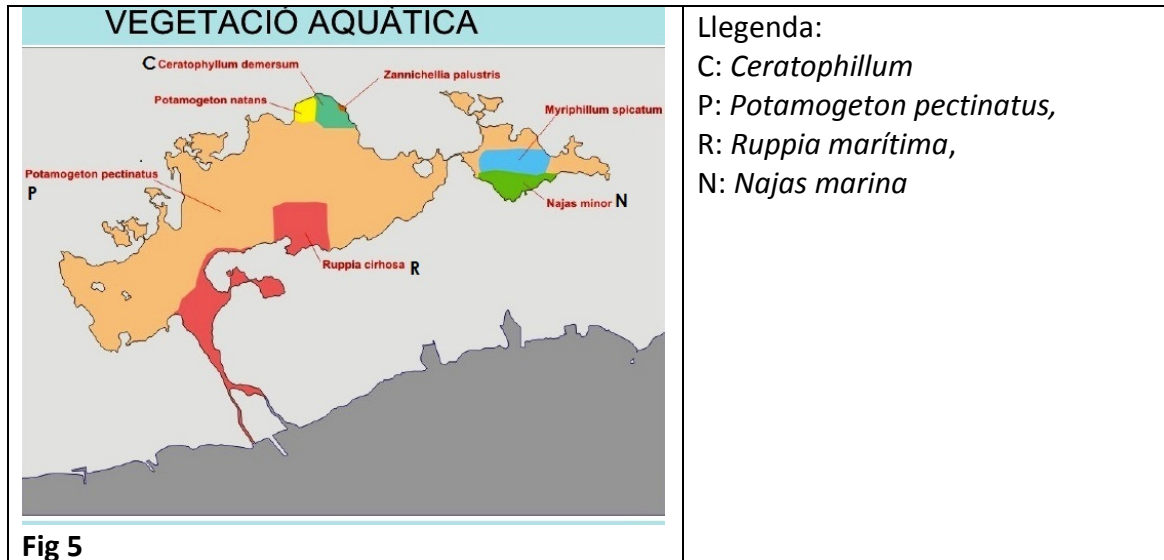 VEGETACIÓ AQUÁTICA
C Ceratophyllum demersum
Zannichellia palustris
Potamogeton natans
Myriphillum spicatum
Potamogeton pectinatus
P
Najas minor N
Ruppia cirhosa R
Fig 5
Llegenda:
C: Ceratophillum
P: Potamogeton pectinatus,
R: Ruppia marítima,
N: Najas marina